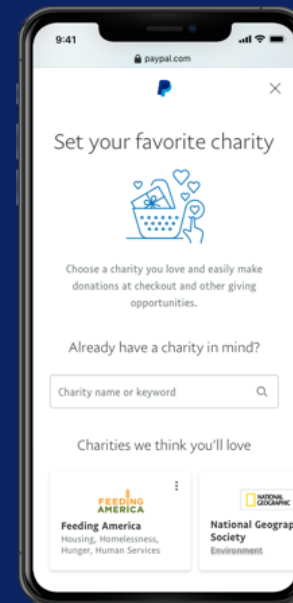 9:41
paypal.com
Set your favorite charity
Choose a charity you love and easily make
donations at checkout and other giving
opportunities.
Already have a charity in mind?
Charity name or keyword
Charities we think you'll love
FEEDING
AMERICA
Feeding America
Housing, Homelessness,
Hunger, Human Services
NATIONAL
GEOGRAPHIC
National Geograp
Society
Environment